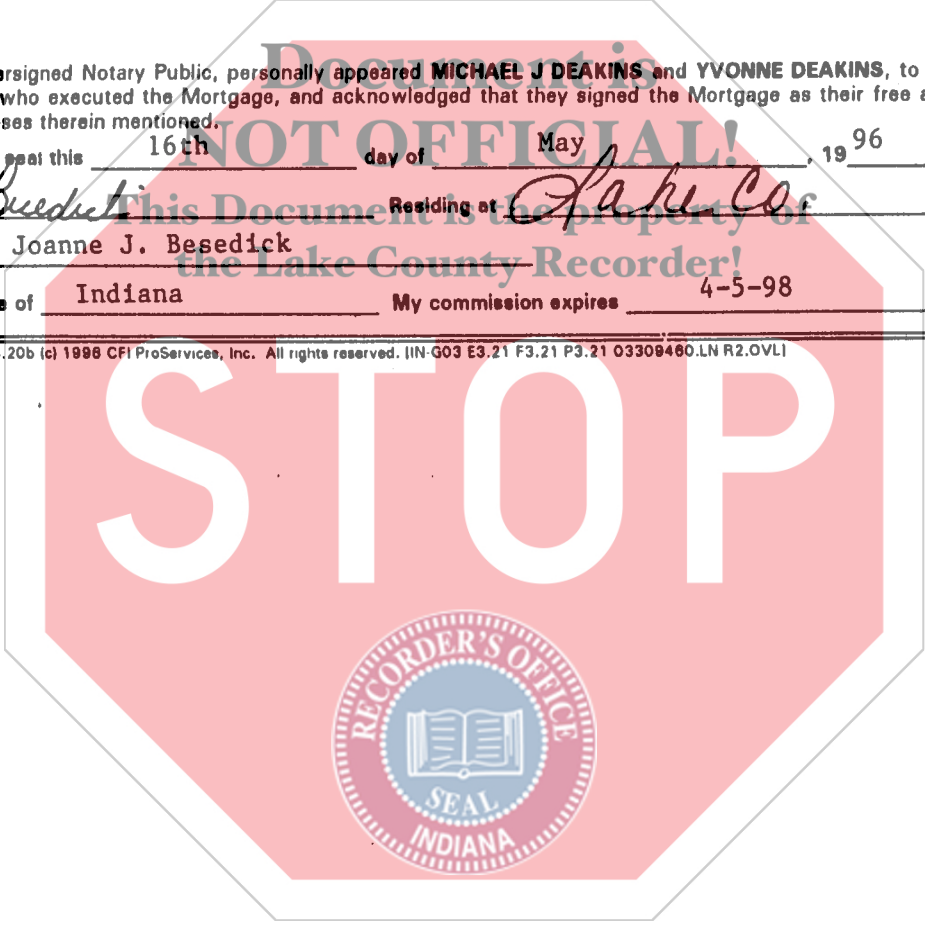 Document is
ersigned Notary Public, personally appeared MICHAEL J DEAKINS and YVONNE DEAKINS, to
who executed the Mortgage, and acknowledged that they signed the Mortgage as their free a
ses therein mentioned.
NOT OFFICIAL!
seal this 16th day of May , 19 96
Residing at Lake Co.
This Document is the property of
Joanne J. Besedick
the Lake County Recorder!
e of Indiana My commission expires 4-5-98
.20b (c) 1996 CFI ProServices, Inc. All rights reserved. [IN-G03 E3.21 F3.21 P3.21 03309460.LN R2.OVL]
STOP
RECORDER'S OFFICE
SEAL
INDIANA